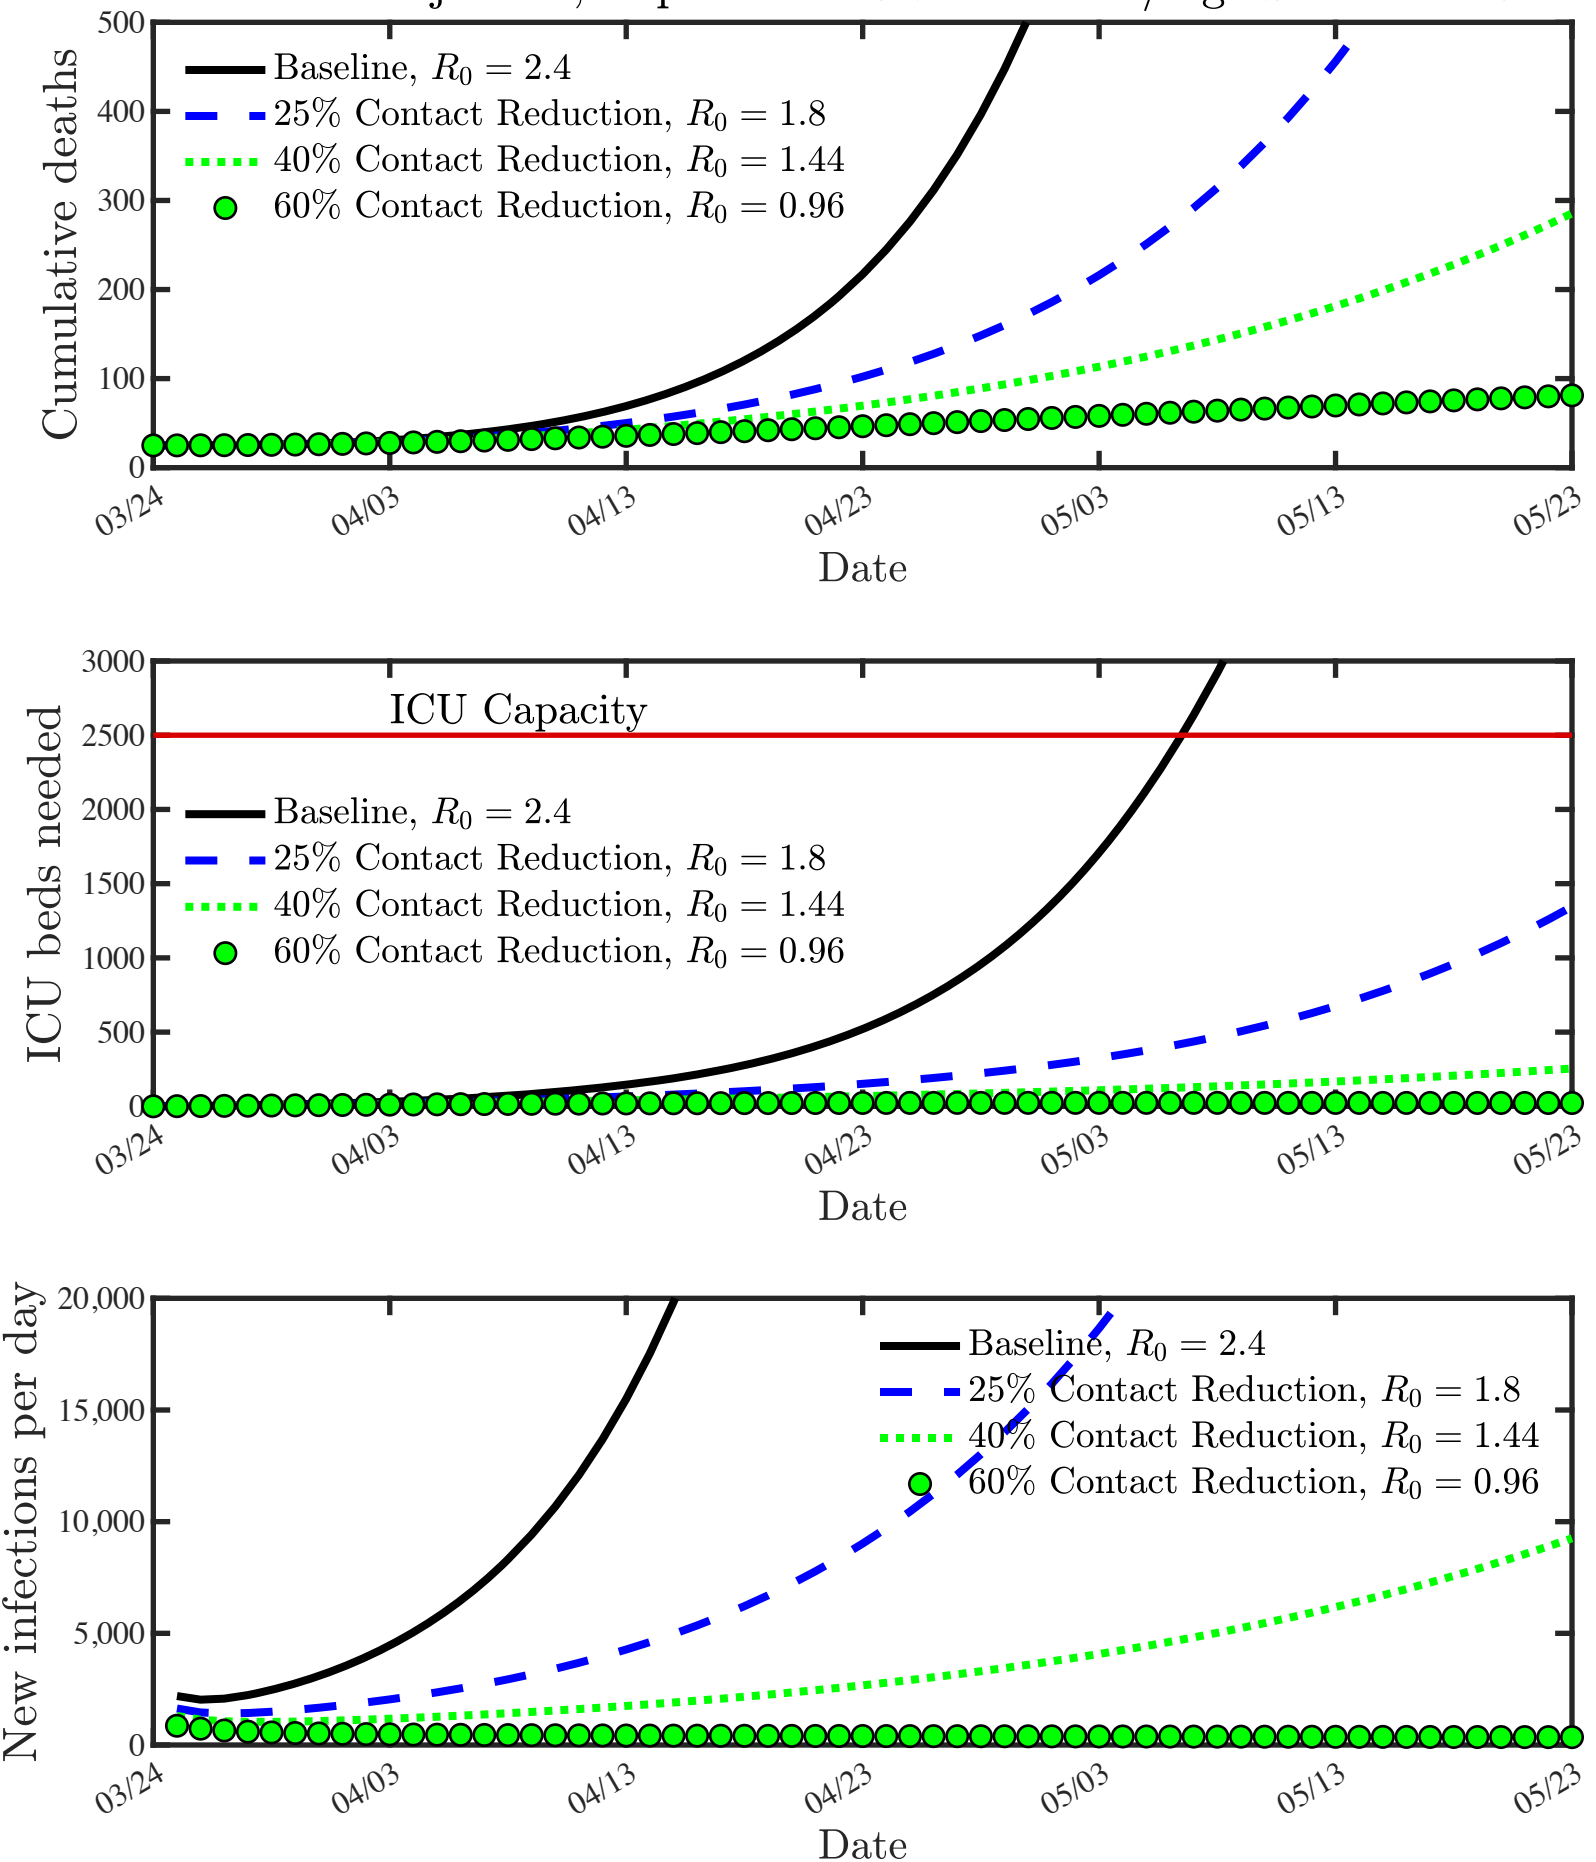 500
400
300
200
100
0
Cumulative deaths
Baseline, R0 = 2.4
25% Contact Reduction, R0 = 1.8
40% Contact Reduction, R0 = 1.44
60% Contact Reduction, R0 = 0.96
03/24 04/03 04/13 04/23 05/03 05/13 05/23
Date
3000
2500
2000
1500
1000
500
0
ICU beds needed
ICU Capacity
Baseline, R0 = 2.4
25% Contact Reduction, R0 = 1.8
40% Contact Reduction, R0 = 1.44
60% Contact Reduction, R0 = 0.96
03/24 04/03 04/13 04/23 05/03 05/13 05/23
Date
20,000
15,000
10,000
5,000
0
New infections per day
Baseline, R0 = 2.4
25% Contact Reduction, R0 = 1.8
40% Contact Reduction, R0 = 1.44
60% Contact Reduction, R0 = 0.96
03/24 04/03 04/13 04/23 05/03 05/13 05/23
Date